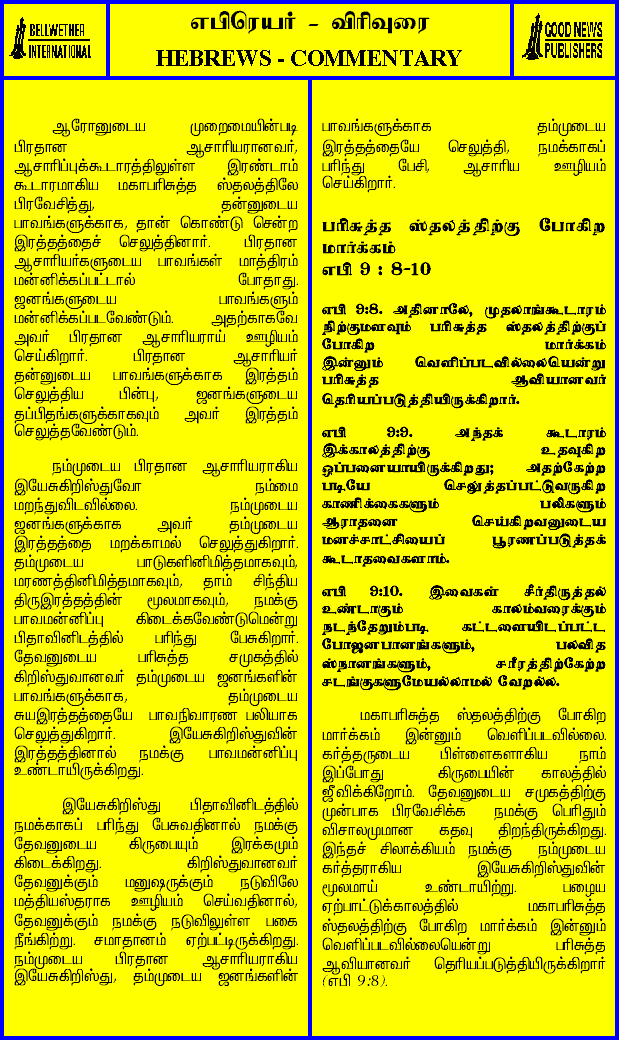 BELLWETHER
INTERNATIONAL
எபிரெயர் - விரிவுரை
HEBREWS - COMMENTARY
GOOD NEWS
PUBLISHERS
ஆரோனுடைய முறைமையின்படி
பிரதான ஆசாரியரானவர்,
ஆசாரிப்புக்கூடாரத்திலுள்ள இரண்டாம்
கூடாரமாகிய மகாபரிசுத்த ஸ்தலத்திலே
பிரவேசித்து, தன்னுடைய
பாவங்களுக்காக, தான் கொண்டு சென்ற
இரத்தத்தைச் செலுத்தினார். பிரதான
ஆசாரியர்களுடைய பாவங்கள் மாத்திரம்
மன்னிக்கப்பட்டால் போதாது.
ஜனங்களுடைய பாவங்களும்
மன்னிக்கப்படவேண்டும். அதற்காகவே
அவர் பிரதான ஆசாரியராய் ஊழியம்
செய்கிறார். பிரதான ஆசாரியர்
தன்னுடைய பாவங்களுக்காக இரத்தம்
செலுத்திய பின்பு, ஜனங்களுடைய
தப்பிதங்களுக்காகவும் அவர் இரத்தம்
செலுத்தவேண்டும்.
நம்முடைய பிரதான ஆசாரியராகிய
இயேசுகிறிஸ்துவோ நம்மை
மறந்துவிடவில்லை. நம்முடைய
ஜனங்களுக்காக அவர் தம்முடைய
இரத்தத்தை மறக்காமல் செலுத்துகிறார்.
தம்முடைய பாடுகளினிமித்தமாகவும்,
மரணத்தினிமித்தமாகவும், தாம் சிந்திய
திருஇரத்தத்தின் மூலமாகவும், நமக்கு
பாவமன்னிப்பு கிடைக்கவேண்டுமென்று
பிதாவினிடத்தில் பரிந்து பேசுகிறார்.
தேவனுடைய பரிசுத்த சமுகத்தில்
கிறிஸ்துவானவர் தம்முடைய ஜனங்களின்
பாவங்களுக்காக, தம்முடைய
சுயஇரத்தத்தையே பாவநிவாரண பலியாக
செலுத்துகிறார். இயேசுகிறிஸ்துவின்
இரத்தத்தினால் நமக்கு பாவமன்னிப்பு
உண்டாயிருக்கிறது.
இயேசுகிறிஸ்து பிதாவினிடத்தில்
நமக்காகப் பரிந்து பேசுவதினால் நமக்கு
தேவனுடைய கிருபையும் இரக்கமும்
கிடைக்கிறது. கிறிஸ்துவானவர்
தேவனுக்கும் மனுஷருக்கும் நடுவிலே
மத்தியஸ்தராக ஊழியம் செய்வதினால்,
தேவனுக்கும் நமக்கு நடுவிலுள்ள பகை
நீங்கிற்று. சமாதானம் ஏற்பட்டிருக்கிறது.
நம்முடைய பிரதான ஆசாரியராகிய
இயேசுகிறிஸ்து, தம்முடைய ஜனங்களின்
பாவங்களுக்காக தம்முடைய
இரத்தத்தையே செலுத்தி, நமக்காகப்
பரிந்து பேசி, ஆசாரிய ஊழியம்
செய்கிறார்.
பரிசுத்த ஸ்தலத்திற்கு போகிற
மார்க்கம்
எபி 9 : 8-10
எபி 9:8. அதினாலே, முதலாங்கூடாரம்
நிற்குமளவும் பரிசுத்த ஸ்தலத்திற்குப்
போகிற மார்க்கம்
இன்னும் வெளிப்படவில்லையென்று
பரிசுத்த ஆவியானவர்
தெரியப்படுத்தியிருக்கிறார்.
எபி 9:9. அந்தக் கூடாரம்
இக்காலத்திற்கு உதவுகிற
ஒப்பனையாயிருக்கிறது; அதற்கேற்ற
படியே செலுத்தப்பட்டுவருகிற
காணிக்கைகளும் பலிகளும்
ஆராதனை செய்கிறவனுடைய
மனச்சாட்சியைப் பூரணப்படுத்தக்
கூடாதவைகளாம்.
எபி 9:10. இவைகள் சீர்திருத்தல்
உண்டாகும் காலம்வரைக்கும்
நடந்தேறும்படி கட்டளையிடப்பட்ட
போஜனபானங்களும், பலவித
ஸ்நானங்களும், சரீரத்திற்கேற்ற
சடங்குகளுமேயல்லாமல் வேறல்ல.
மகாபரிசுத்த ஸ்தலத்திற்கு போகிற
மார்க்கம் இன்னும் வெளிப்படவில்லை.
கர்த்தருடைய பிள்ளைகளாகிய நாம்
இப்போது கிருபையின் காலத்தில்
ஜீவிக்கிறோம். தேவனுடைய சமுகத்திற்கு
முன்பாக பிரவேசிக்க நமக்கு பெரிதும்
விசாலமுமான கதவு திறந்திருக்கிறது.
இந்தச் சிலாக்கியம் நமக்கு நம்முடைய
கர்த்தராகிய இயேசுகிறிஸ்துவின்
மூலமாய் உண்டாயிற்று. பழைய
ஏற்பாட்டுக்காலத்தில் மகாபரிசுத்த
ஸ்தலத்திற்கு போகிற மார்க்கம் இன்னும்
வெளிப்படவில்லையென்று பரிசுத்த
ஆவியானவர் தெரியப்படுத்தியிருக்கிறார்
(எபி 9:8).